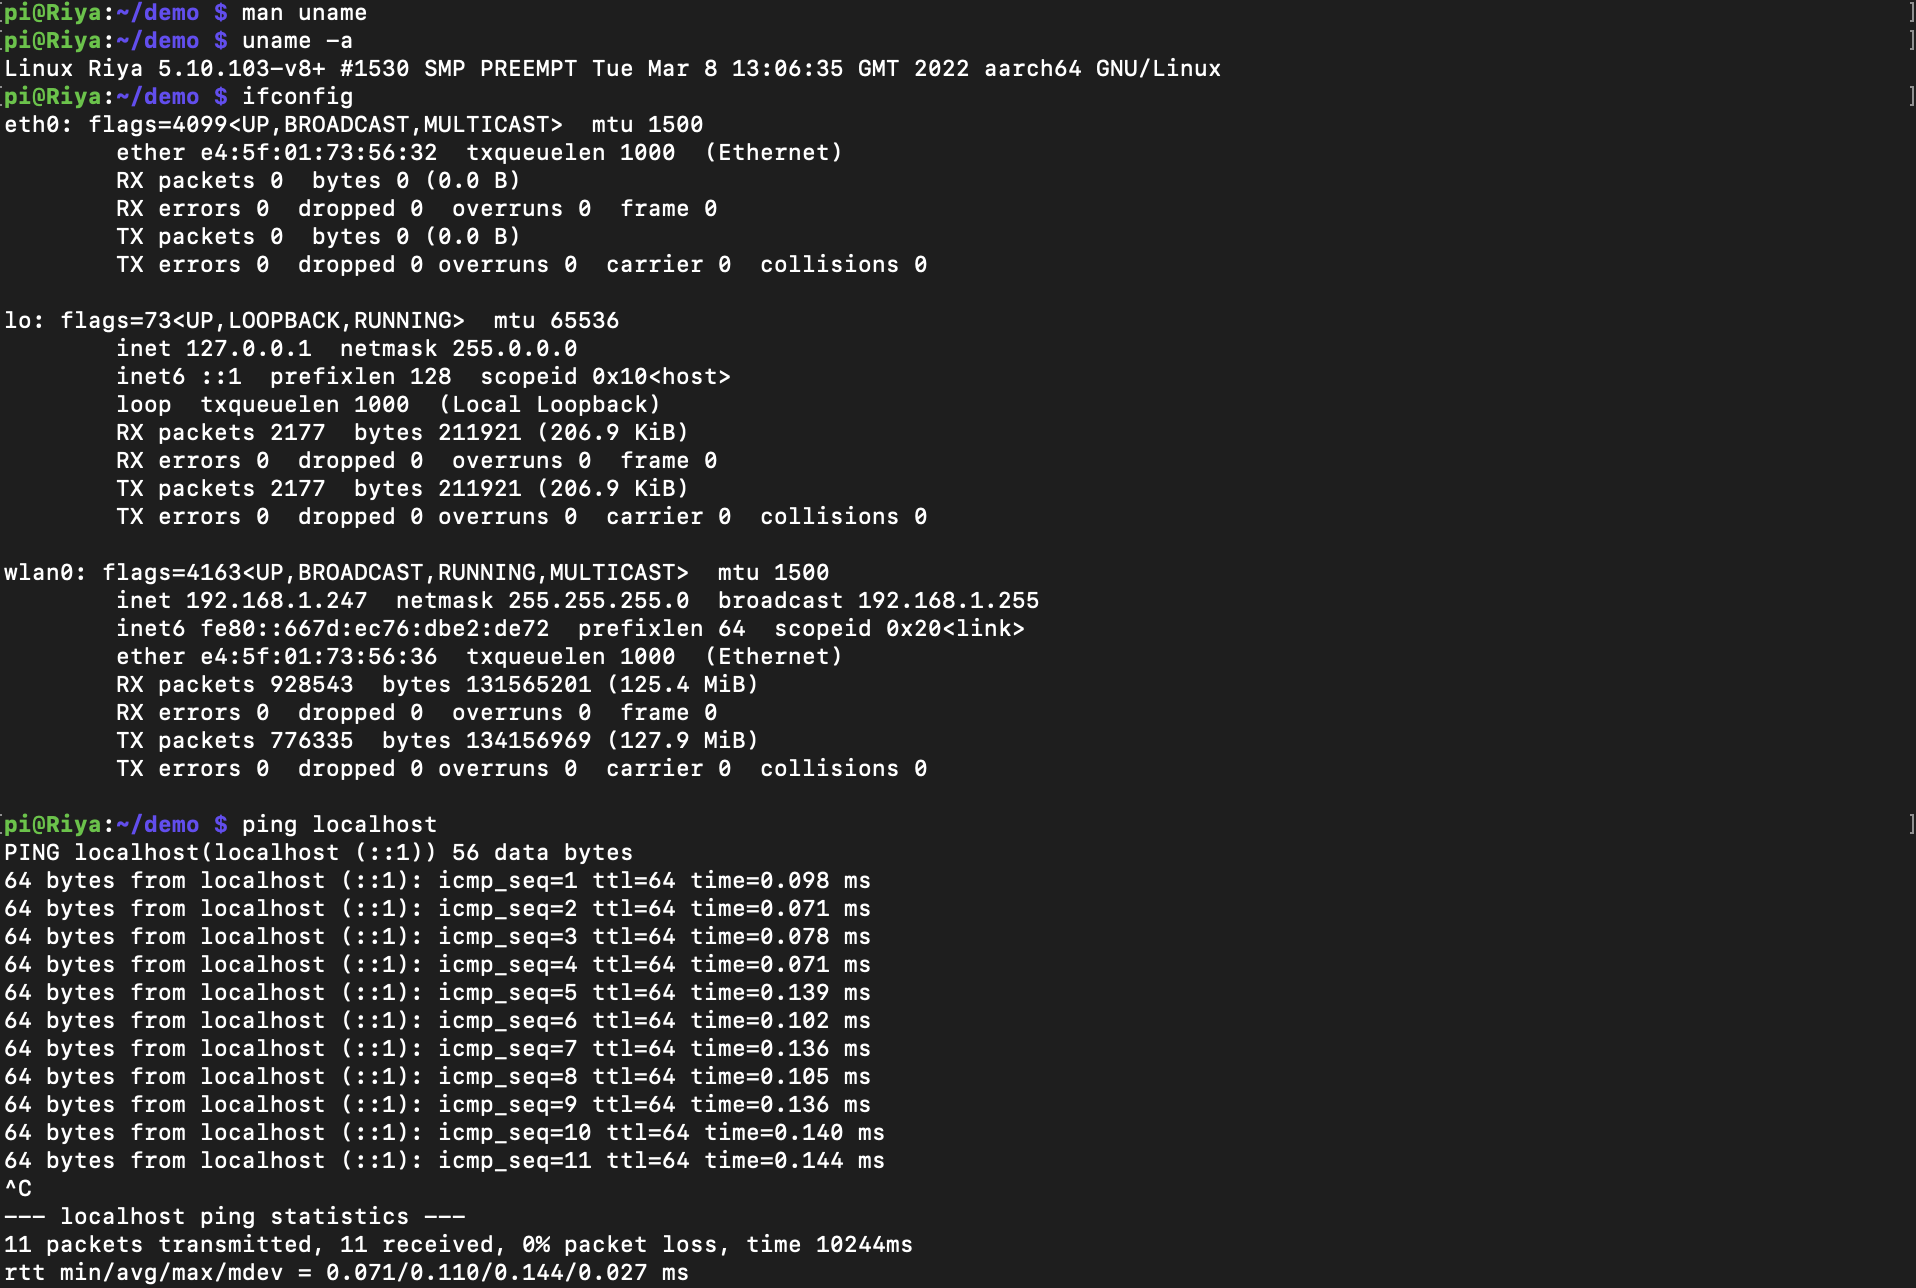 pi@Riya:~/demo $ man uname
pi@Riya:~/demo $ uname -a
Linux Riya 5.10.103-v8+ #1530 SMP PREEMPT Tue Mar 8 13:06:35 GMT 2022 aarch64 GNU/Linux
pi@Riya:~/demo $ ifconfig
eth0: flags=4099<UP,BROADCAST,MULTICAST>  mtu 1500
        ether e4:5f:01:73:56:32  txqueuelen 1000  (Ethernet)
        RX packets 0  bytes 0 (0.0 B)
        RX errors 0  dropped 0  overruns 0  frame 0
        TX packets 0  bytes 0 (0.0 B)
        TX errors 0  dropped 0 overruns 0  carrier 0  collisions 0

lo: flags=73<UP,LOOPBACK,RUNNING>  mtu 65536
        inet 127.0.0.1  netmask 255.0.0.0
        inet6 ::1  prefixlen 128  scopeid 0x10<host>
        loop  txqueuelen 1000  (Local Loopback)
        RX packets 2177  bytes 211921 (206.9 KiB)
        RX errors 0  dropped 0  overruns 0  frame 0
        TX packets 2177  bytes 211921 (206.9 KiB)
        TX errors 0  dropped 0 overruns 0  carrier 0  collisions 0

wlan0: flags=4163<UP,BROADCAST,RUNNING,MULTICAST>  mtu 1500
        inet 192.168.1.247  netmask 255.255.255.0  broadcast 192.168.1.255
        inet6 fe80::667d:ec76:dbe2:de72  prefixlen 64  scopeid 0x20<link>
        ether e4:5f:01:73:56:36  txqueuelen 1000  (Ethernet)
        RX packets 928543  bytes 131565201 (125.4 MiB)
        RX errors 0  dropped 0  overruns 0  frame 0
        TX packets 776335  bytes 134156969 (127.9 MiB)
        TX errors 0  dropped 0 overruns 0  carrier 0  collisions 0

pi@Riya:~/demo $ ping localhost
PING localhost(localhost (::1)) 56 data bytes
64 bytes from localhost (::1): icmp_seq=1 ttl=64 time=0.098 ms
64 bytes from localhost (::1): icmp_seq=2 ttl=64 time=0.071 ms
64 bytes from localhost (::1): icmp_seq=3 ttl=64 time=0.078 ms
64 bytes from localhost (::1): icmp_seq=4 ttl=64 time=0.071 ms
64 bytes from localhost (::1): icmp_seq=5 ttl=64 time=0.139 ms
64 bytes from localhost (::1): icmp_seq=6 ttl=64 time=0.102 ms
64 bytes from localhost (::1): icmp_seq=7 ttl=64 time=0.136 ms
64 bytes from localhost (::1): icmp_seq=8 ttl=64 time=0.105 ms
64 bytes from localhost (::1): icmp_seq=9 ttl=64 time=0.136 ms
64 bytes from localhost (::1): icmp_seq=10 ttl=64 time=0.140 ms
64 bytes from localhost (::1): icmp_seq=11 ttl=64 time=0.144 ms
^C
--- localhost ping statistics ---
11 packets transmitted, 11 received, 0% packet loss, time 10244ms
rtt min/avg/max/mdev = 0.071/0.110/0.144/0.027 ms